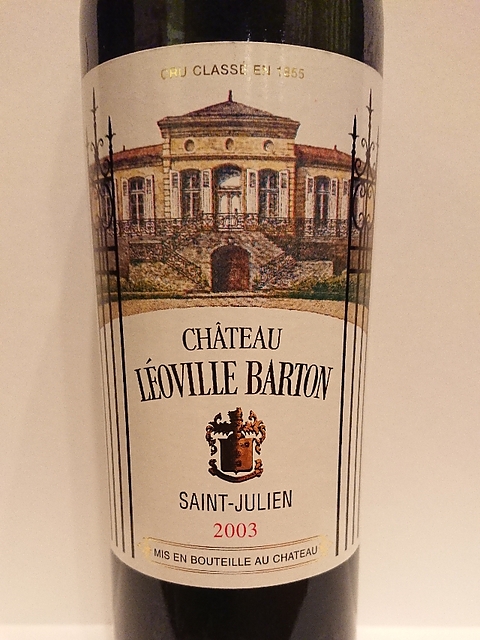 CRU CLASSÉ EN 1855
CHÂTEAU
LÉOVILLE BARTON
SAINT-JULIEN
2003
MIS EN BOUTEILLE AU CHATEAU